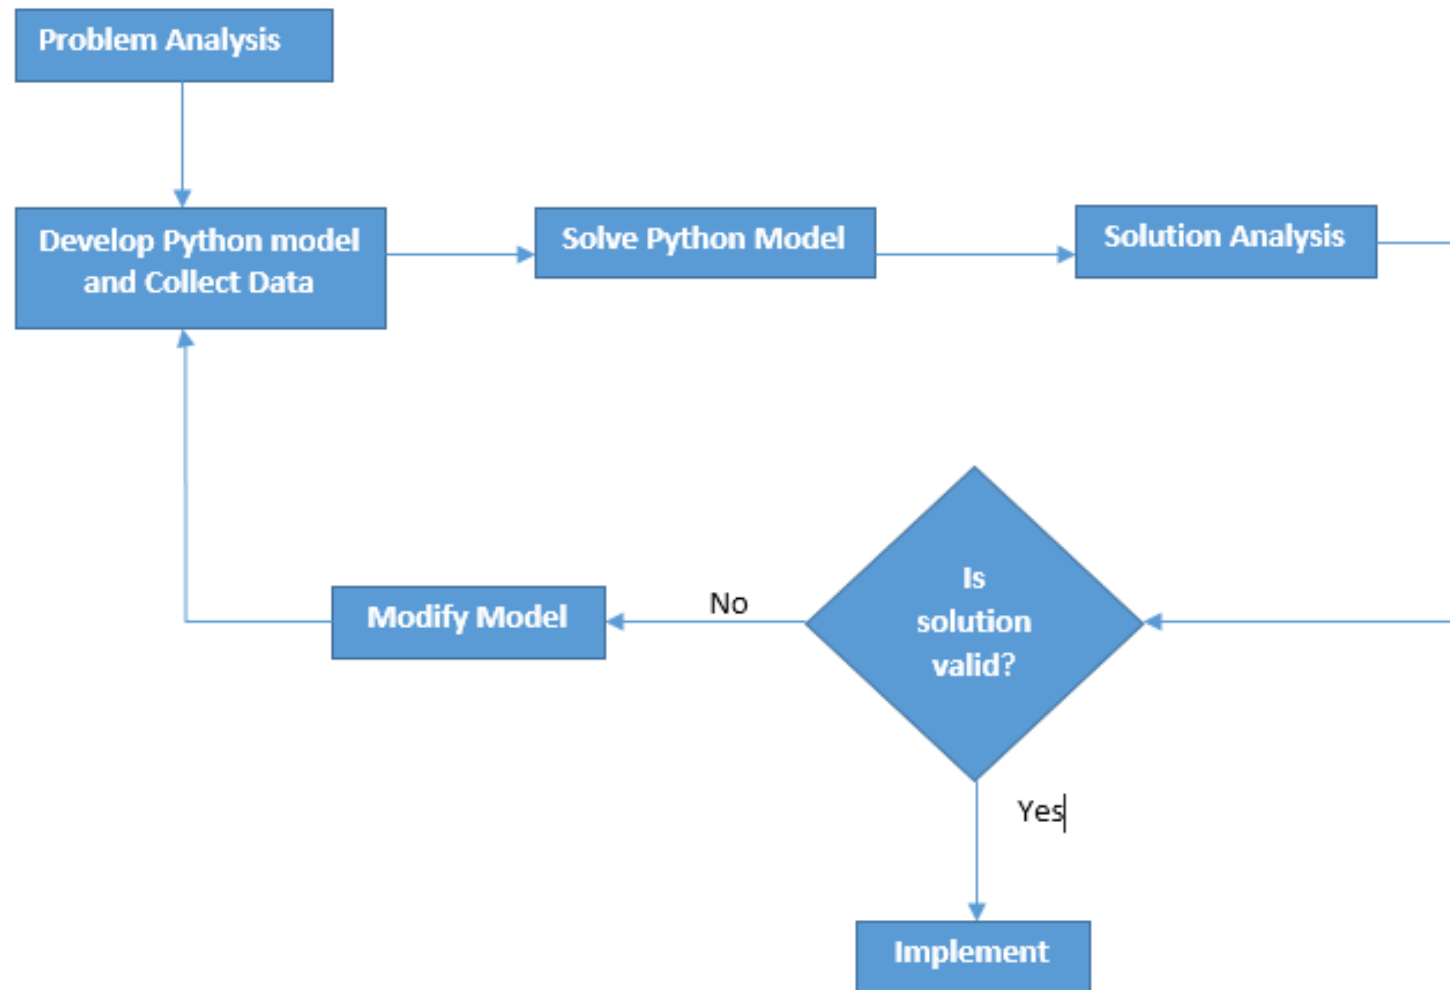 Problem Analysis
Develop Python model
and Collect Data
Solve Python Model
Solution Analysis
Is
solution
valid?
No
Modify Model
Yes
Implement